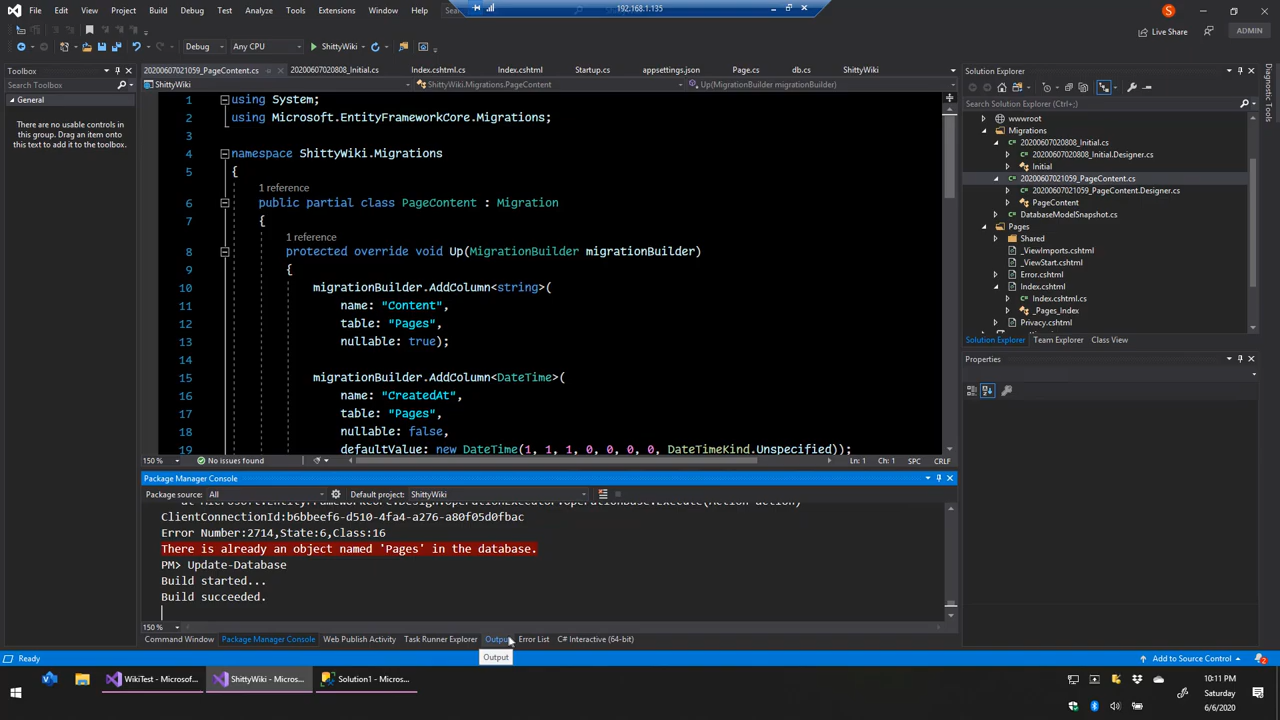 192.168.1.135
File Edit View Project Build Debug Test Analyze Tools Extensions Window Help
Debug Any CPU ShittyWiki Live Share ADMIN
Toolbox
Search Toolbox
General
There are no usable controls in
this group. Drag an item onto
this text to add it to the toolbox.
20200607021059_PageContent.cs 20200607020808_Initial.cs Index.cshtml.cs Index.cshtml Startup.cs appsettings.json Page.cs db.cs ShittyWiki
ShittyWiki ShittyWiki.Migrations.PageContent Up(MigrationBuilder migrationBuilder)
1 using System;
2 using Microsoft.EntityFrameworkCore.Migrations;
3
4 namespace ShittyWiki.Migrations
5 {
1 reference
6 public partial class PageContent : Migration
7 {
1 reference
8 protected override void Up(MigrationBuilder migrationBuilder)
9 {
10 migrationBuilder.AddColumn<string>(
11 name: "Content",
12 table: "Pages",
13 nullable: true);
14
15 migrationBuilder.AddColumn<DateTime>(
16 name: "CreatedAt",
17 table: "Pages",
18 nullable: false,
19 defaultValue: new DateTime(1, 1, 1, 0, 0, 0, 0, DateTimeKind.Unspecified));
150 % No issues found Ln: 1 Ch: 1 SPC CRLF
Package Manager Console
Package source: All Default project: ShittyWiki
ClientConnectionId:b6bbeef6-d510-4fa4-a276-a80f05d0fbac
Error Number:2714,State:6,Class:16
There is already an object named 'Pages' in the database.
PM> Update-Database
Build started...
Build succeeded.
150 %
Command Window Package Manager Console Web Publish Activity Task Runner Explorer Output Error List C# Interactive (64-bit)
Output
Solution Explorer
Search Solution Explorer (Ctrl+;)
wwwroot
Migrations
20200607020808_Initial.cs
20200607020808_Initial.Designer.cs
Initial
20200607021059_PageContent.cs
20200607021059_PageContent.Designer.cs
PageContent
DatabaseModelSnapshot.cs
Pages
Shared
_ViewImports.cshtml
_ViewStart.cshtml
Error.cshtml
Index.cshtml
Index.cshtml.cs
_Pages_Index
Privacy.cshtml
Solution Explorer Team Explorer Class View
Properties
Diagnostic Tools
Ready Add to Source Control 2
WikiTest - Microsof... ShittyWiki - Micros... Solution1 - Micros...
10:11 PM
Saturday
6/6/2020